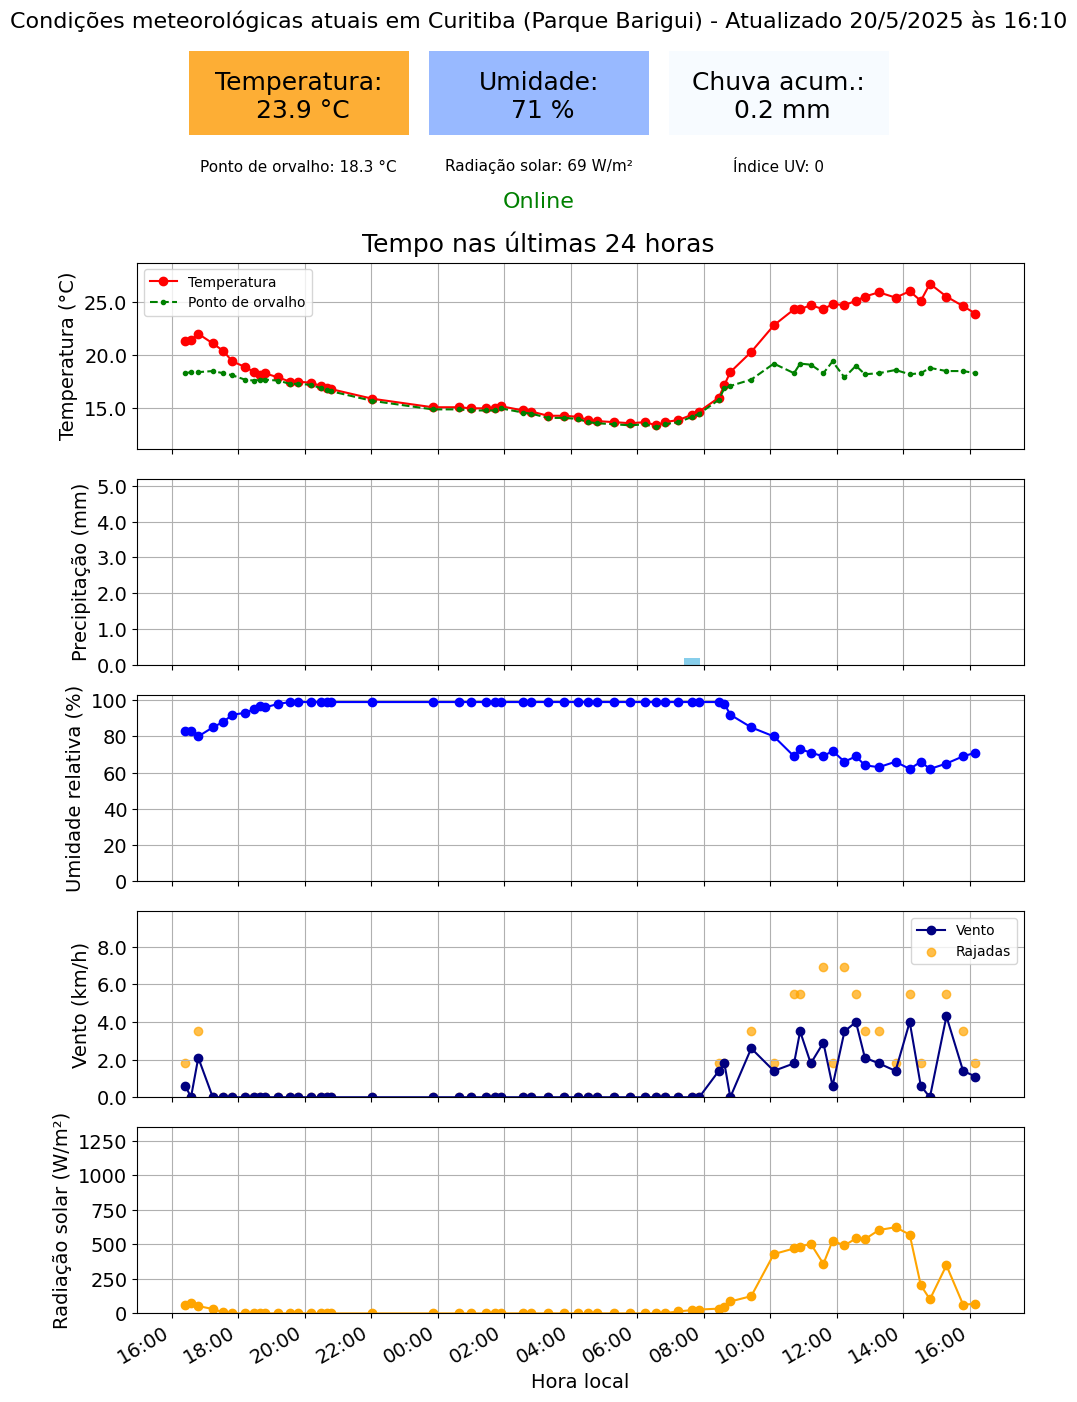 Condições meteorológicas atuais em Curitiba (Parque Barigui) - Atualizado 20/5/2025 às 16:10
Temperatura:
23.9 °C
Umidade:
71 %
Chuva acum.:
0.2 mm
Ponto de orvalho: 18.3 °C
Radiação solar: 69 W/m²
Índice UV: 0
Online
Tempo nas últimas 24 horas
Temperatura (°C)
25.0
20.0
15.0
Temperatura
Ponto de orvalho
Precipitação (mm)
5.0
4.0
3.0
2.0
1.0
0.0
Umidade relativa (%)
100
80
60
40
20
0
Vento (km/h)
8.0
6.0
4.0
2.0
0.0
Vento
Rajadas
Radiação solar (W/m²)
1250
1000
750
500
250
0
16:00
18:00
20:00
22:00
00:00
02:00
04:00
06:00
08:00
10:00
12:00
14:00
16:00
Hora local